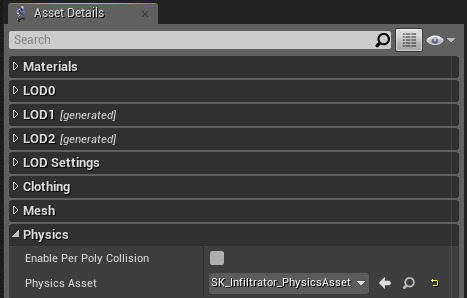 Asset Details
Search
Materials
LOD0
LOD1 [generated]
LOD2 [generated]
LOD Settings
Clothing
Mesh
Physics
Enable Per Poly Collision
Physics Asset SK_Infiltrator_PhysicsAsset